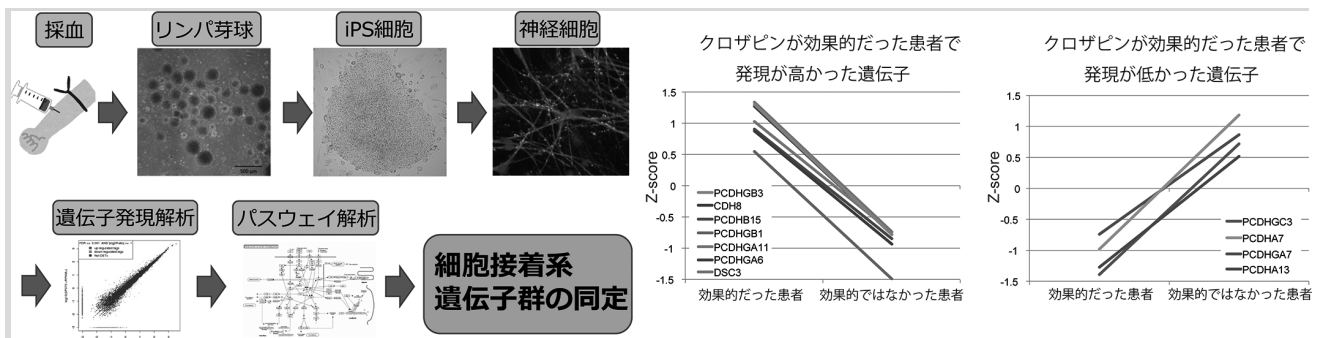 採血
リンパ芽球
iPS細胞
神経細胞
500 μm
遺伝子発現解析
パスウェイ解析
細胞接着系
遺伝子群の同定
クロザピンが効果的だった患者で
発現が高かった遺伝子
Z-score
1.5
1
0.5
0
-0.5
-1
-1.5
PCDHGB3
CDH8
PCDHB15
PCDHGB1
PCDHGA11
PCDHGA6
DSC3
効果的だった患者
効果的ではなかった患者
クロザピンが効果的だった患者で
発現が低かった遺伝子
Z-score
1.5
1
0.5
0
-0.5
-1
-1.5
PCDHGC3
PCDHA7
PCDHGA7
PCDHA13
効果的だった患者
効果的ではなかった患者